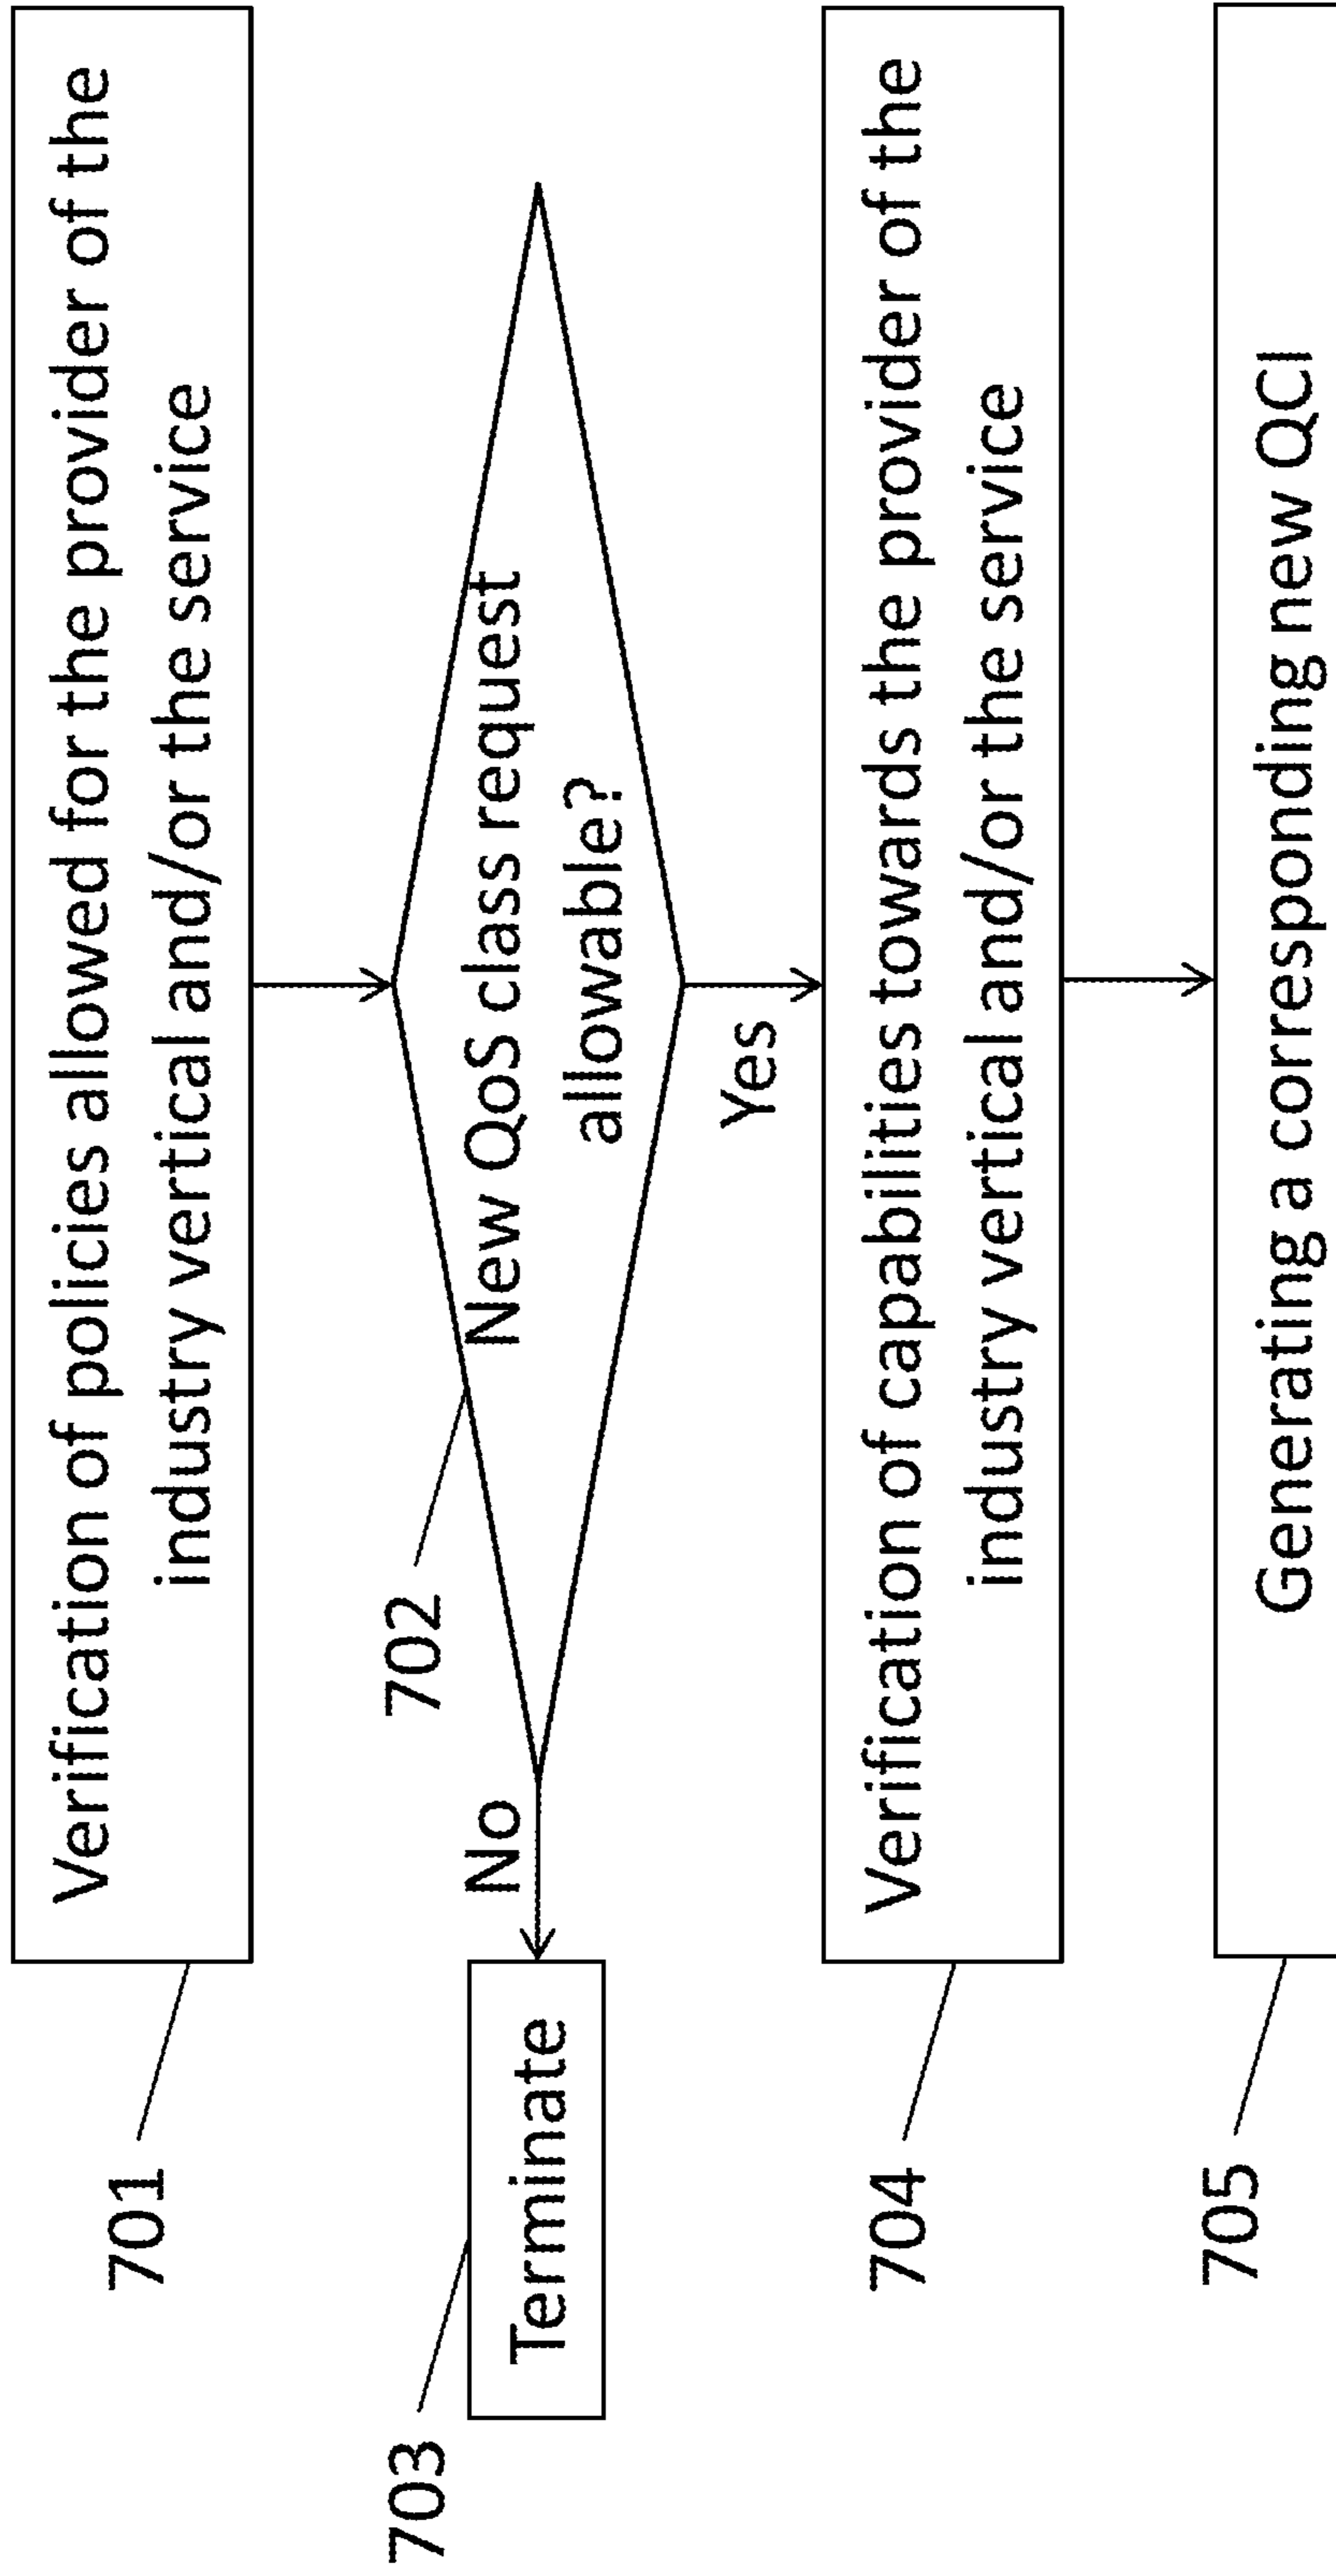 701
Verification of policies allowed for the provider of the
industry vertical and/or the service
702
New QoS class request
allowable?
No
703
Terminate
Yes
704
Verification of capabilities towards the provider of the
industry vertical and/or the service
705
Generating a corresponding new QCI